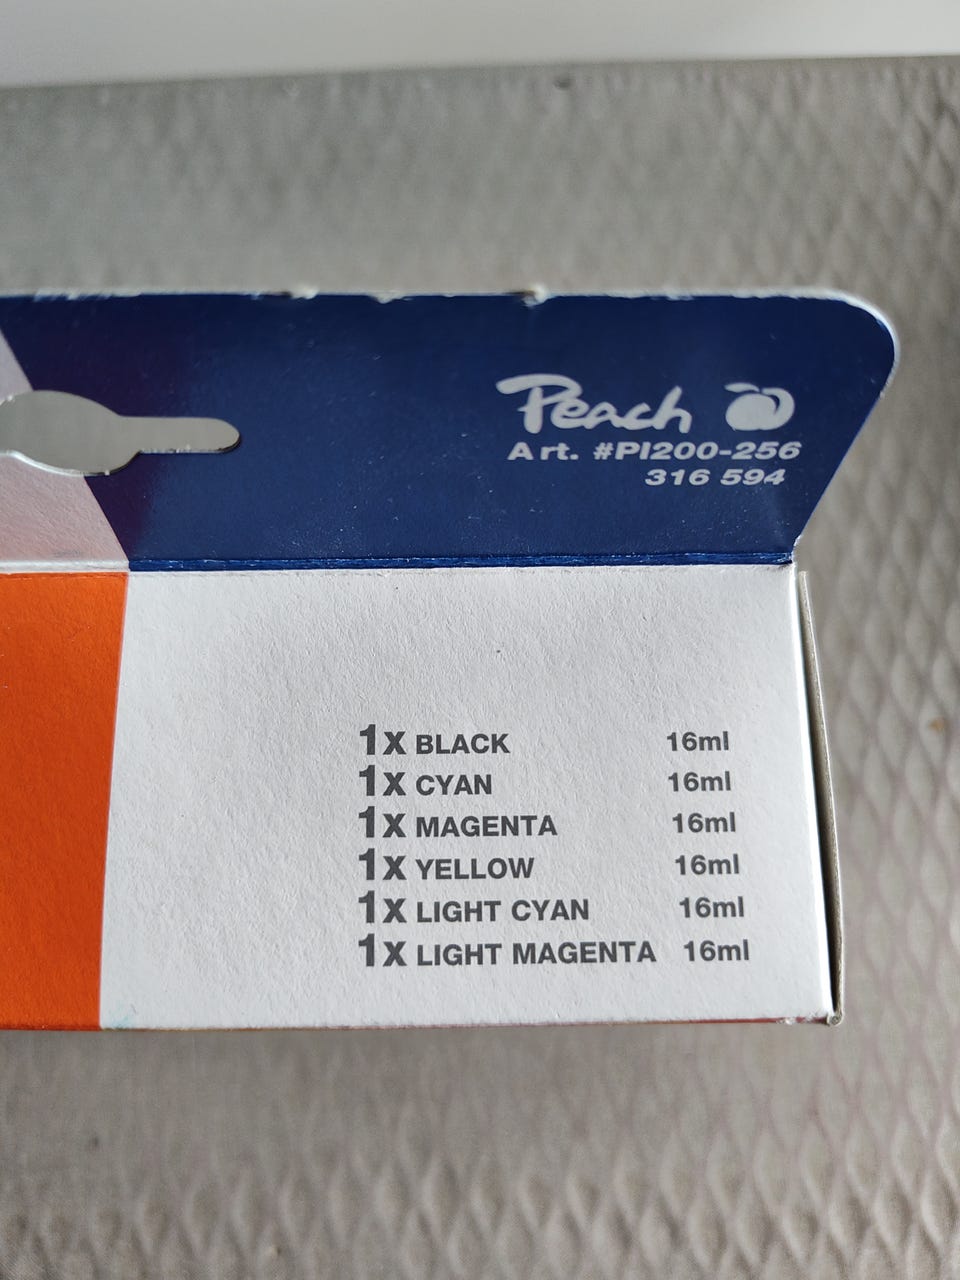 Peach
Art. #PI200-256
316 594
1x BLACK 16ml
1x CYAN 16ml
1x MAGENTA 16ml
1x YELLOW 16ml
1x LIGHT CYAN 16ml
1x LIGHT MAGENTA 16ml